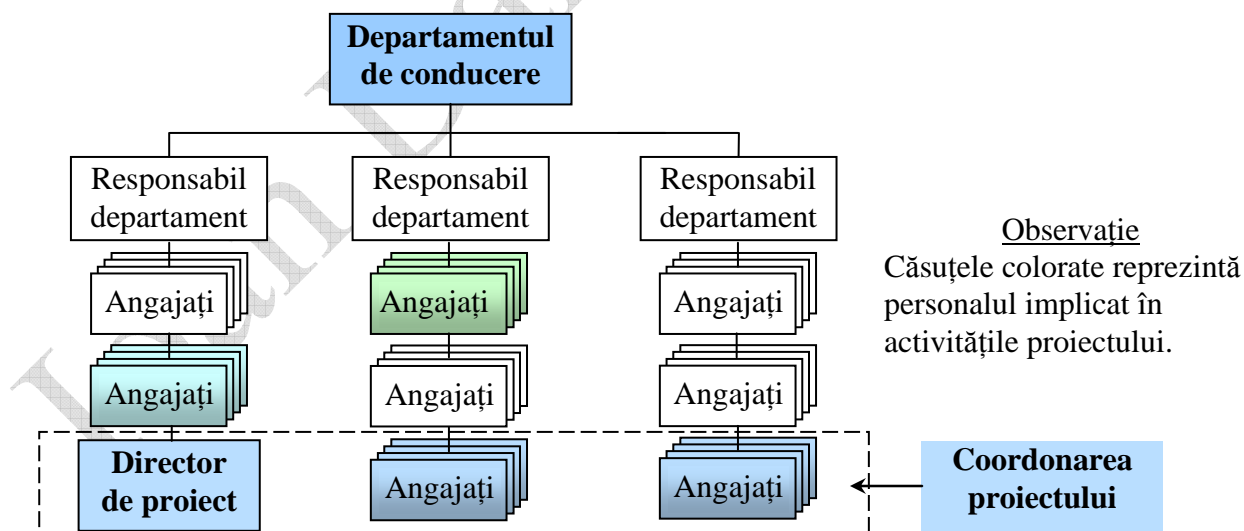 Departamentul
de conducere
Responsabil
departament
Responsabil
departament
Responsabil
departament
Observație
Căsuțele colorate reprezintă
personalul implicat în
activitățile proiectului.
Angajați
Angajați
Angajați
Angajați
Angajați
Angajați
Director
de proiect
Angajați
Angajați
Coordonarea
proiectului